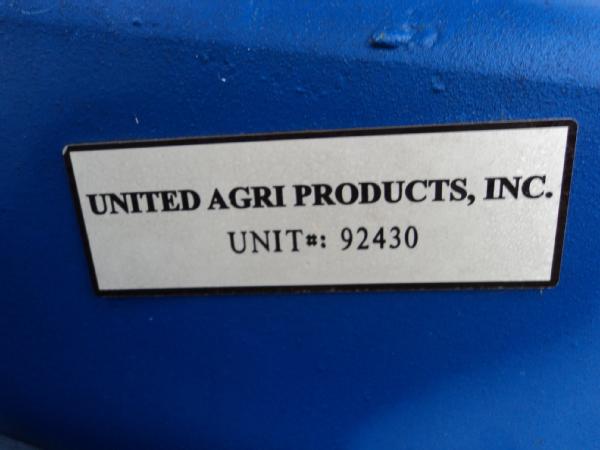 UNITED AGRI PRODUCTS, INC.
UNIT#: 92430